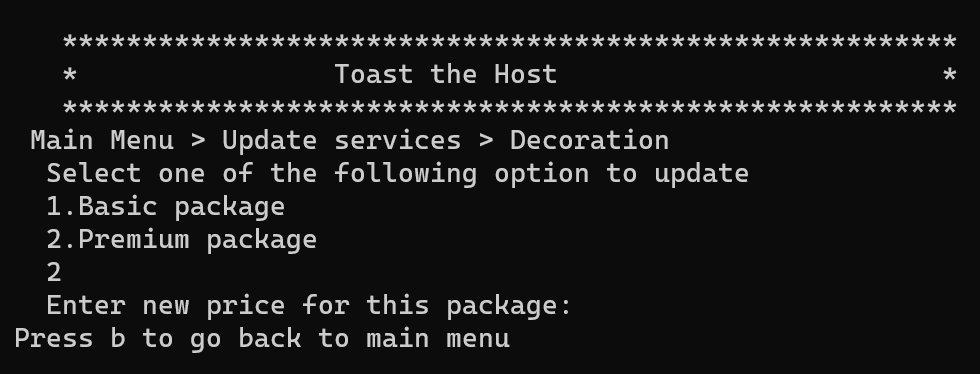 ********************************************************
* Toast the Host *
********************************************************
Main Menu > Update services > Decoration
Select one of the following option to update
1.Basic package
2.Premium package
2
Enter new price for this package:
Press b to go back to main menu